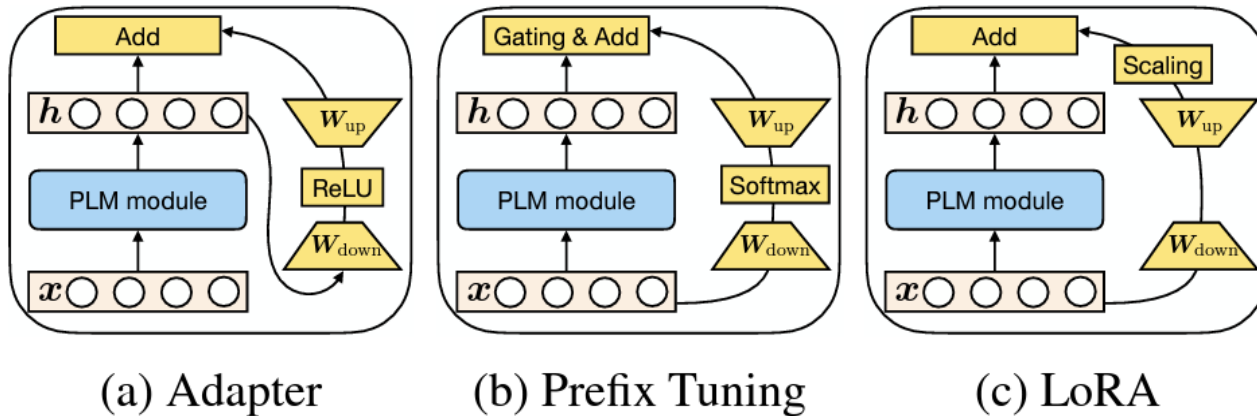 Add
h
W_up
ReLU
PLM module
W_down
x
(a) Adapter
Gating & Add
h
W_up
Softmax
PLM module
W_down
x
(b) Prefix Tuning
Add
Scaling
h
W_up
PLM module
W_down
x
(c) LoRA